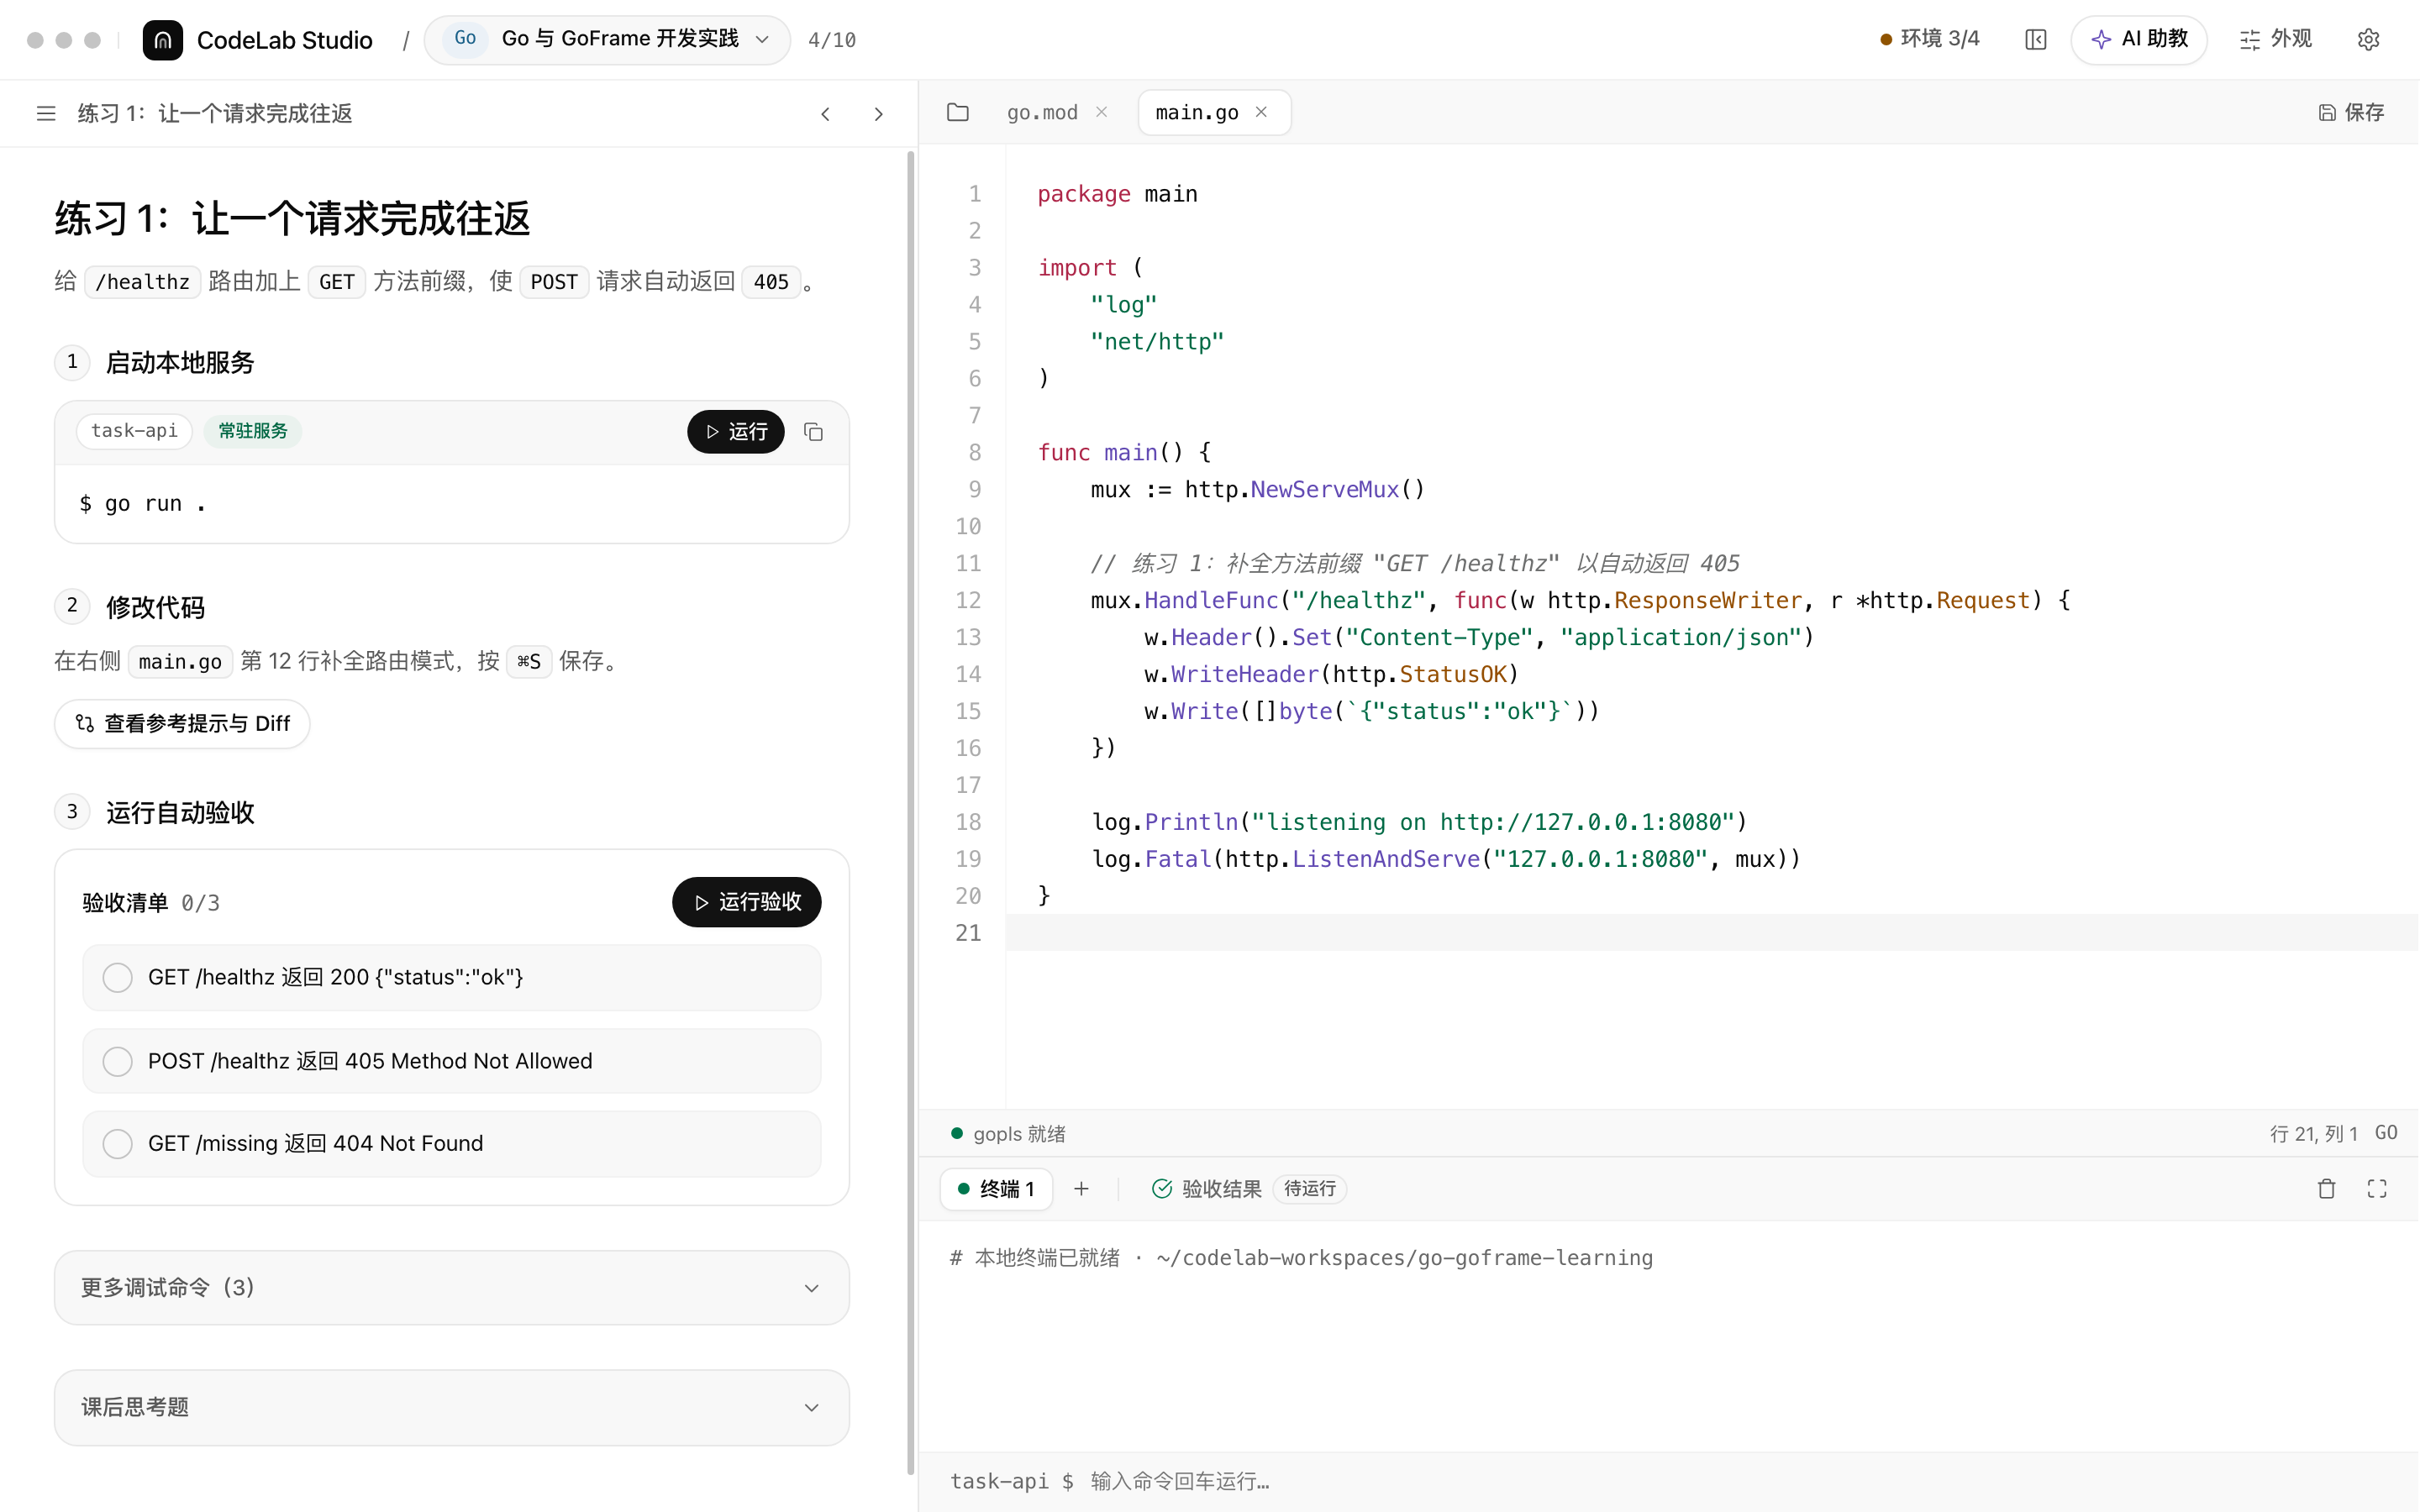 CodeLab Studio / Go Go 与 GoFrame 开发实践 4/10 环境 3/4 AI 助教 外观
练习 1：让一个请求完成往返
练习 1：让一个请求完成往返
给 /healthz 路由加上 GET 方法前缀，使 POST 请求自动返回 405 。
1 启动本地服务
task-api 常驻服务 运行
$ go run .
2 修改代码
在右侧 main.go 第 12 行补全路由模式，按 ⌘S 保存。
查看参考提示与 Diff
3 运行自动验收
验收清单 0/3 运行验收
GET /healthz 返回 200 {"status":"ok"}
POST /healthz 返回 405 Method Not Allowed
GET /missing 返回 404 Not Found
更多调试命令（3）
课后思考题
go.mod × main.go × 保存
1 package main
2
3 import (
4     "log"
5     "net/http"
6 )
7
8 func main() {
9     mux := http.NewServeMux()
10
11     // 练习 1：补全方法前缀 "GET /healthz" 以自动返回 405
12     mux.HandleFunc("/healthz", func(w http.ResponseWriter, r *http.Request) {
13         w.Header().Set("Content-Type", "application/json")
14         w.WriteHeader(http.StatusOK)
15         w.Write([]byte(`{"status":"ok"}`))
16     })
17
18     log.Println("listening on http://127.0.0.1:8080")
19     log.Fatal(http.ListenAndServe("127.0.0.1:8080", mux))
20 }
21
gopls 就绪 行 21, 列 1 GO
终端 1 + 验收结果 待运行
# 本地终端已就绪 · ~/codelab-workspaces/go-goframe-learning
task-api $ 输入命令回车运行…